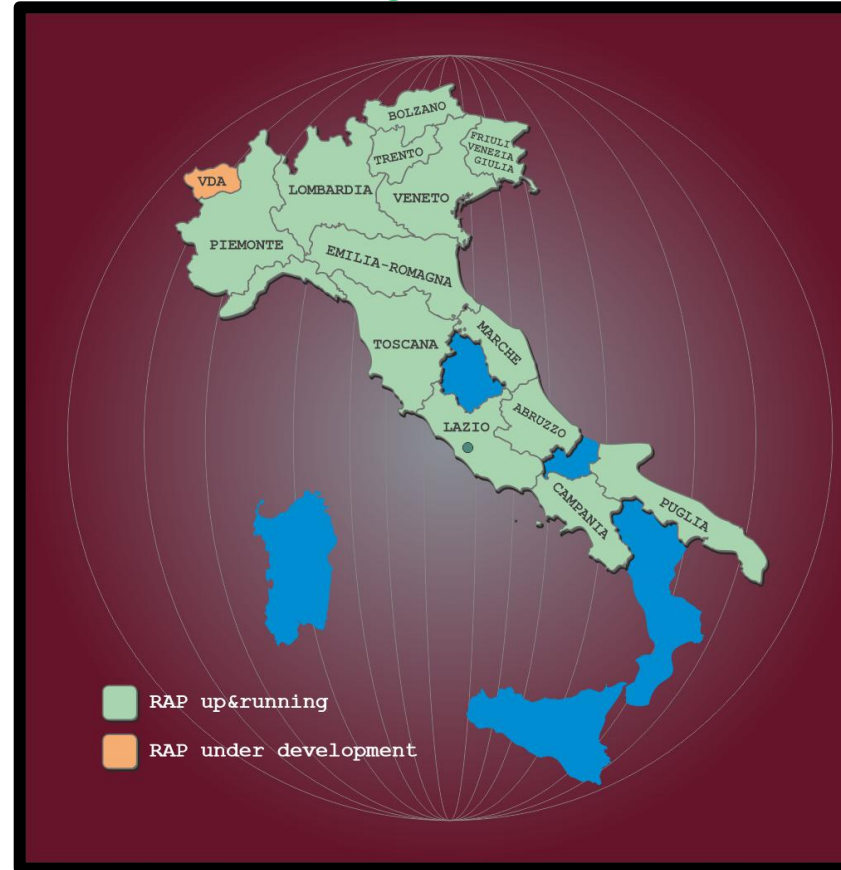 BOLZANO
TRENTO
FRIULI
VENEZIA
GIULIA
VDA
LOMBARDIA
VENETO
PIEMONTE
EMILIA-ROMAGNA
TOSCANA
MARCHE
LAZIO
ABRUZZO
CAMPANIA
PUGLIA
RAP up&running
RAP under development